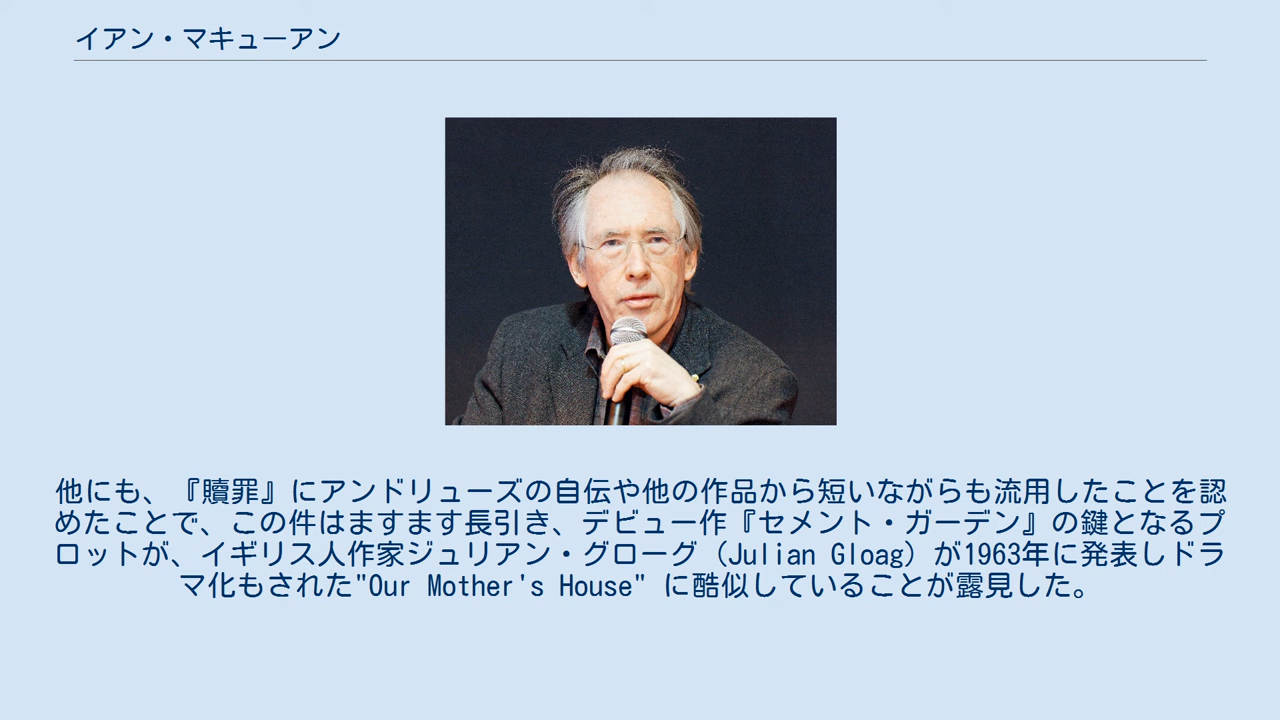 イアン・マキューアン
他にも、『贖罪』にアンドリューズの自伝や他の作品から短いながらも流用したことを認
めたことで、この件はますます長引き、デビュー作『セメント・ガーデン』の鍵となるプ
ロットが、イギリス人作家ジュリアン・グローグ（Julian Gloag）が1963年に発表しドラ
マ化もされた"Our Mother's House" に酷似していることが露見した。